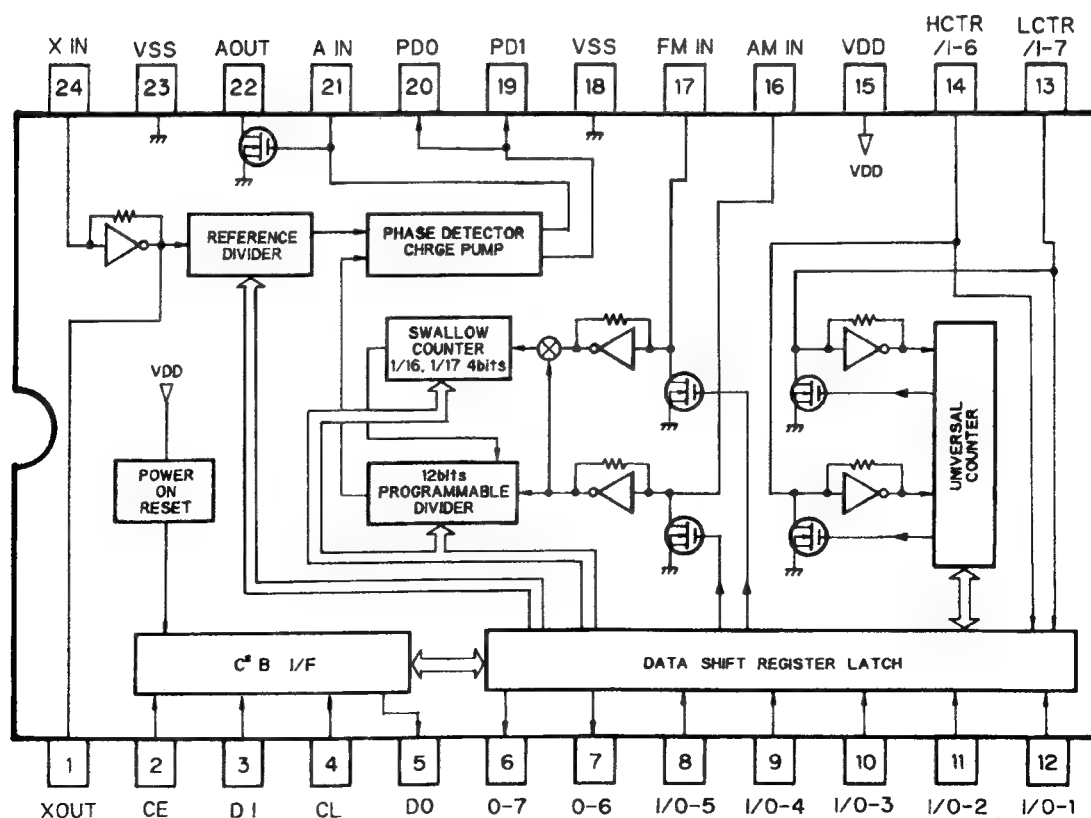 X IN VSS AOUT A IN PD0 PD1 VSS FM IN AM IN VDD HCTR /I-6 LCTR /I-7
24 23 22 21 20 19 18 17 16 15 14 13
VDD
REFERENCE
DIVIDER
PHASE DETECTOR
CHRGE PUMP
SWALLOW
COUNTER
1/16, 1/17 4bits
VDD
POWER
ON
RESET
12bits
PROGRAMMABLE
DIVIDER
UNIVERSAL
COUNTER
C²B I/F
DATA SHIFT REGISTER LATCH
1 2 3 4 5 6 7 8 9 10 11 12
XOUT CE DI CL DO O-7 O-6 I/O-5 I/O-4 I/O-3 I/O-2 I/O-1